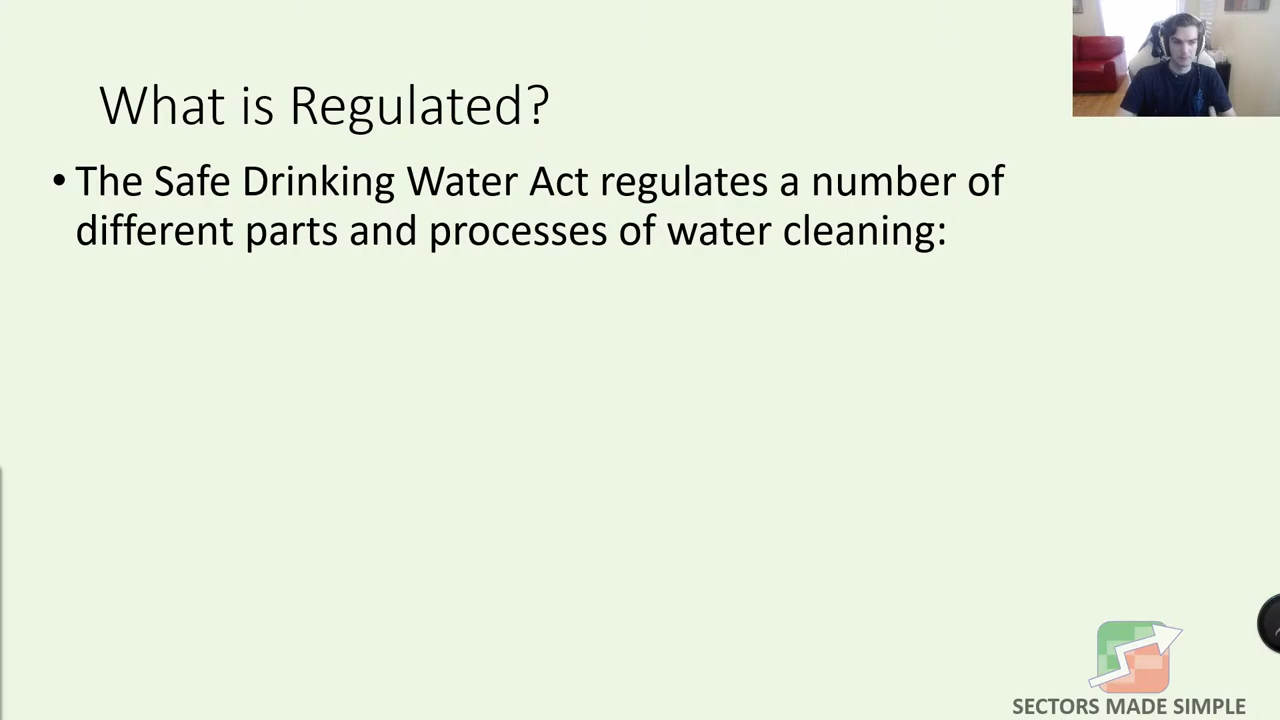 What is Regulated?
• The Safe Drinking Water Act regulates a number of
different parts and processes of water cleaning:
SECTORS MADE SIMPLE